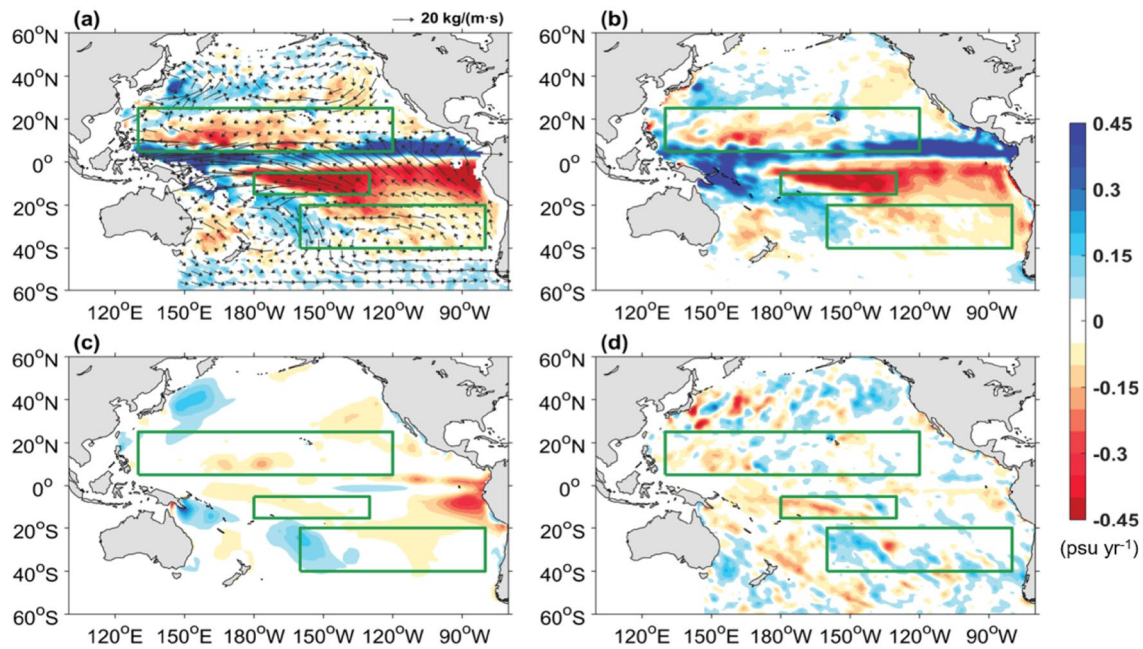 (a) → 20 kg/(m·s) (b)
60°N 60°N
40°N 40°N
20°N 20°N
0° 0°
20°S 20°S
40°S 40°S
60°S 60°S
120°E 150°E 180°W 150°W 120°W 90°W 120°E 150°E 180°W 150°W 120°W 90°W
(c) (d)
60°N 60°N
40°N 40°N
20°N 20°N
0° 0°
20°S 20°S
40°S 40°S
60°S 60°S
120°E 150°E 180°W 150°W 120°W 90°W 120°E 150°E 180°W 150°W 120°W 90°W
0.45
0.3
0.15
0
-0.15
-0.3
-0.45
(psu yr⁻¹)